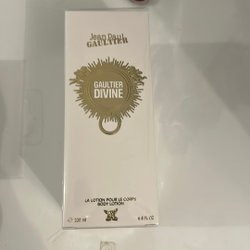 Jean Paul
GAULTIER
GAULTIER
DIVINE
LA LOTION POUR LE CORPS
BODY LOTION
200 ml
6.8 FL OZ